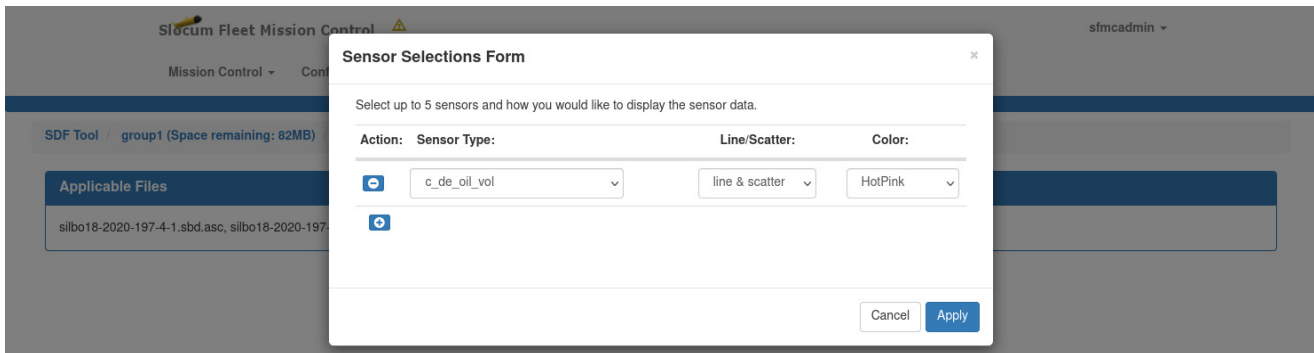 Slocum Fleet Mission Control
sfmcadmin
Mission Control
Conf
Sensor Selections Form
×
Select up to 5 sensors and how you would like to display the sensor data.
SDF Tool / group1 (Space remaining: 82MB) /
Action: Sensor Type: Line/Scatter: Color:
c_de_oil_vol line & scatter HotPink
Applicable Files
silbo18-2020-197-4-1.sbd.asc, silbo18-2020-197-
Cancel Apply